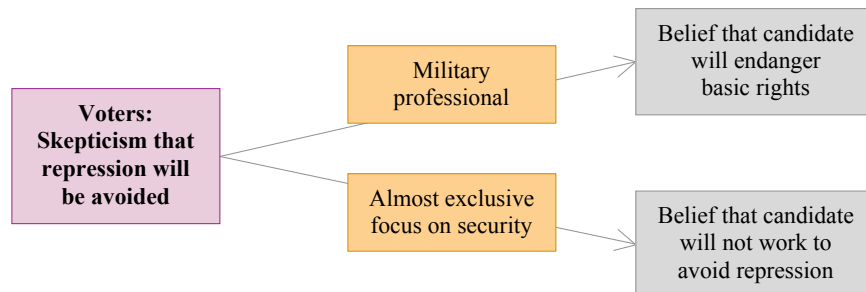 Voters:
Skepticism that
repression will
be avoided
Military
professional
Almost exclusive
focus on security
Belief that candidate
will endanger
basic rights
Belief that candidate
will not work to
avoid repression